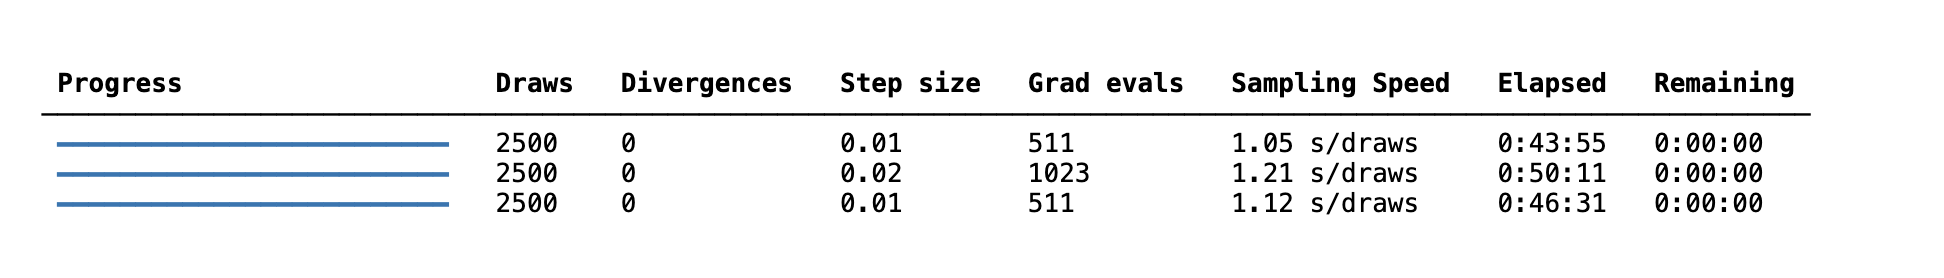 Progress Draws Divergences Step size Grad evals Sampling Speed Elapsed Remaining
2500 0 0.01 511 1.05 s/draws 0:43:55 0:00:00
2500 0 0.02 1023 1.21 s/draws 0:50:11 0:00:00
2500 0 0.01 511 1.12 s/draws 0:46:31 0:00:00